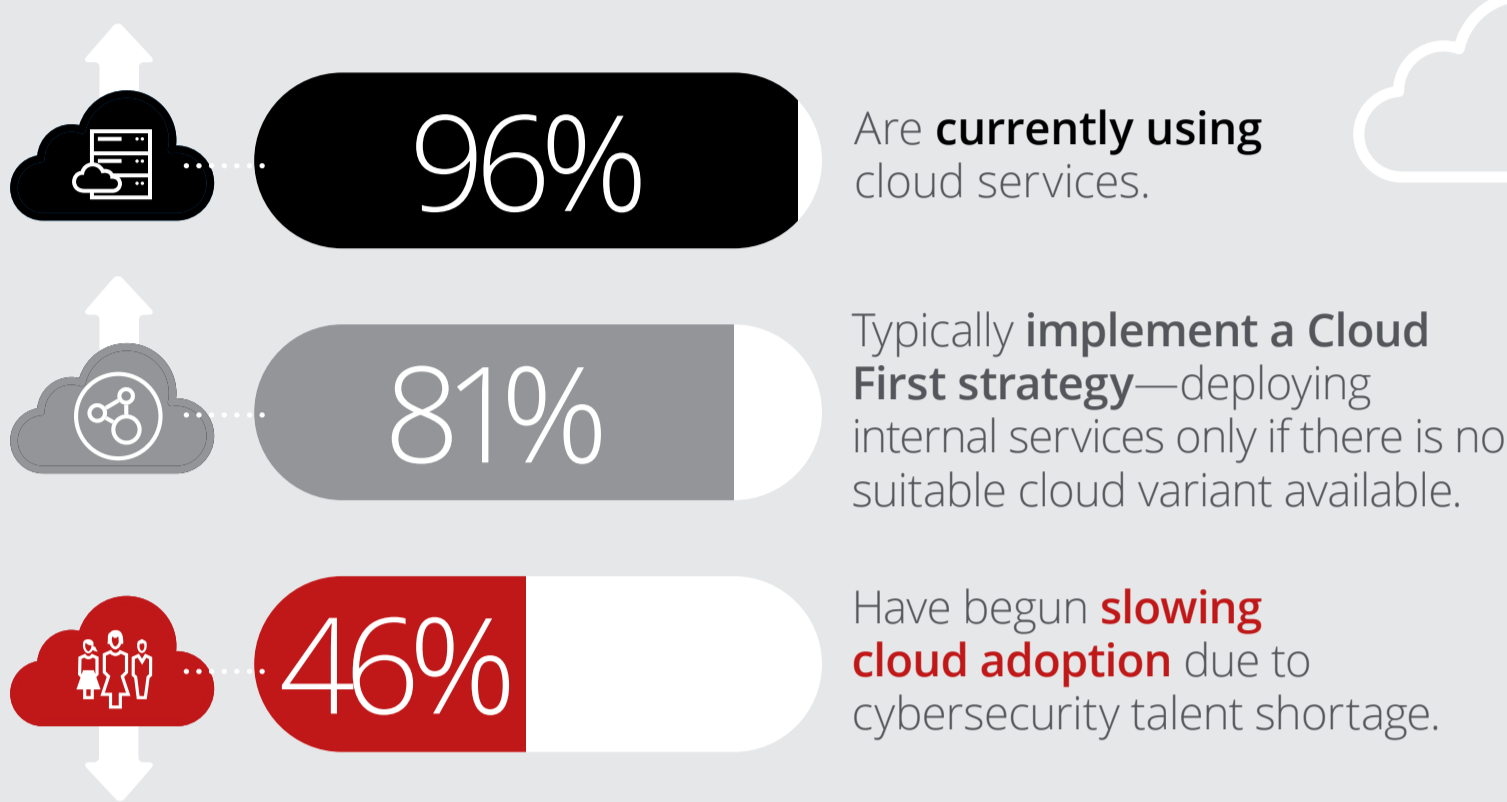 96%
Are currently using
cloud services.
81%
Typically implement a Cloud
First strategy—deploying
internal services only if there is no
suitable cloud variant available.
46%
Have begun slowing
cloud adoption due to
cybersecurity talent shortage.